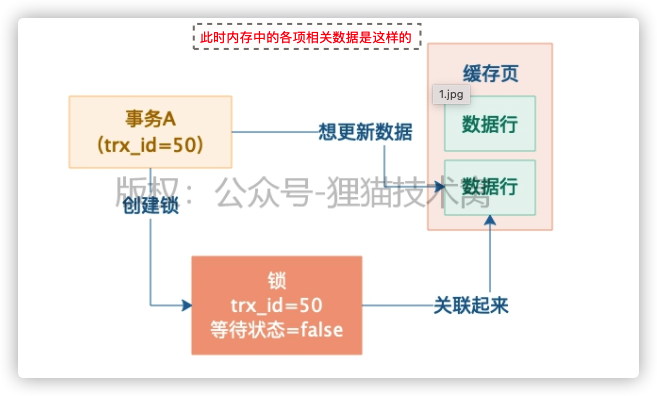 此时内存中的各项相关数据是这样的
缓存页
1.jpg
事务A
（trx_id=50）
想更新数据
数据行
数据行
版权：公众号-狸猫技术窝
创建锁
锁
trx_id=50
等待状态=false
关联起来